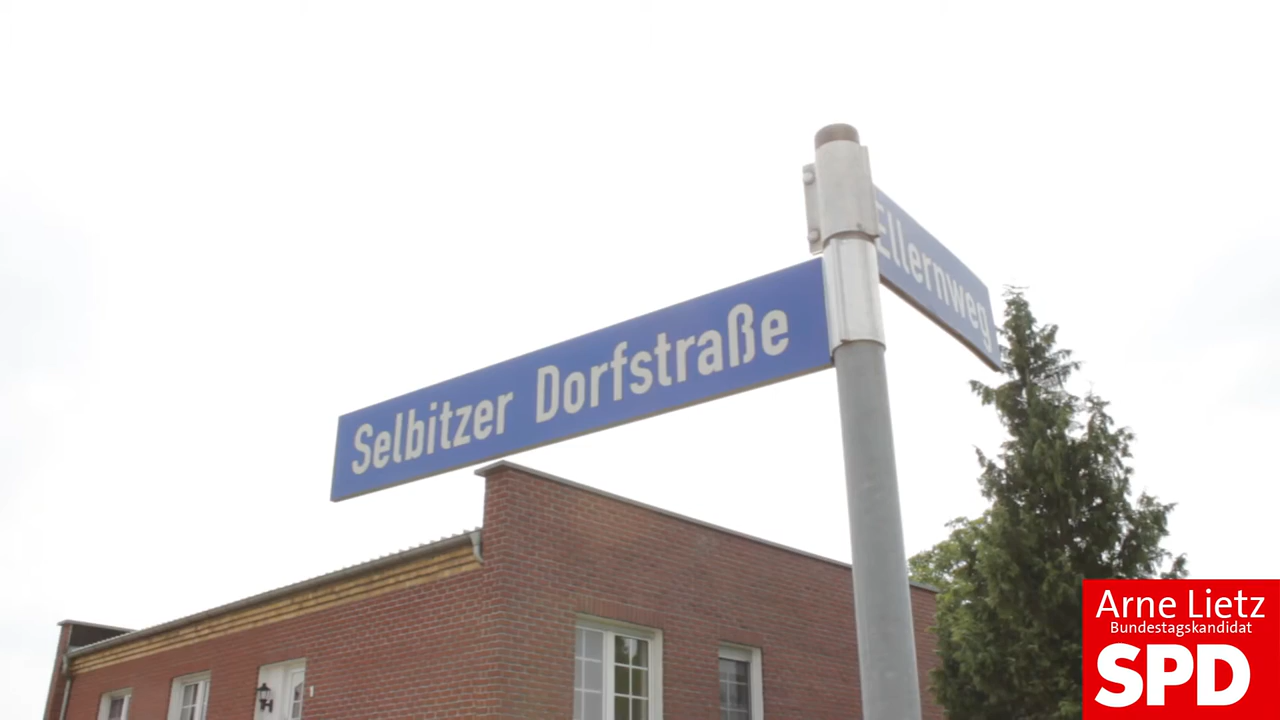 Ellernweg
Selbitzer Dorfstraße
Arne Lietz
Bundestagskandidat
SPD